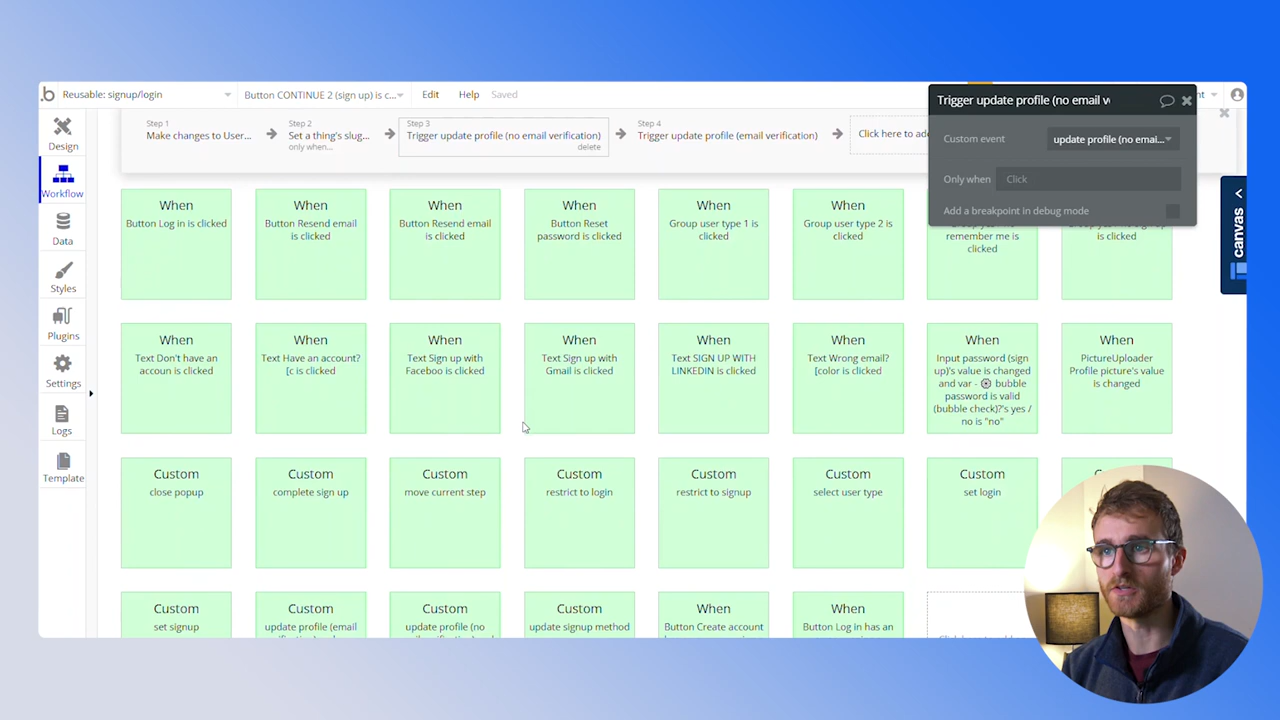 Reusable: signup/login
Button CONTINUE 2 (sign up) is c...
Edit
Help
Saved
Step 1
Make changes to User...
Step 2
Set a thing's slug...
only when...
Step 3
Trigger update profile (no email verification)
delete
Step 4
Trigger update profile (email verification)
Click here to add
Trigger update profile (no email v
Custom event
update profile (no emai...
Only when
Click
Add a breakpoint in debug mode
canvas
Design
Workflow
Data
Styles
Plugins
Settings
Logs
Template
When
Button Log in is clicked
When
Button Resend email
is clicked
When
Button Resend email
is clicked
When
Button Reset
password is clicked
When
Group user type 1 is
clicked
When
Group user type 2 is
clicked
remember me is
clicked
is clicked
When
Text Don't have an
accoun is clicked
When
Text Have an account?
[c is clicked
When
Text Sign up with
Faceboo is clicked
When
Text Sign up with
Gmail is clicked
When
Text SIGN UP WITH
LINKEDIN is clicked
When
Text Wrong email?
[color is clicked
When
Input password (sign
up)'s value is changed
and var - bubble
password is valid
(bubble check)?'s yes /
no is "no"
When
PictureUploader
Profile picture's value
is changed
Custom
close popup
Custom
complete sign up
Custom
move current step
Custom
restrict to login
Custom
restrict to signup
Custom
select user type
Custom
set login
Custom
set signup
Custom
update profile (email
Custom
update profile (no
Custom
update signup method
When
Button Create account
When
Button Log in has an